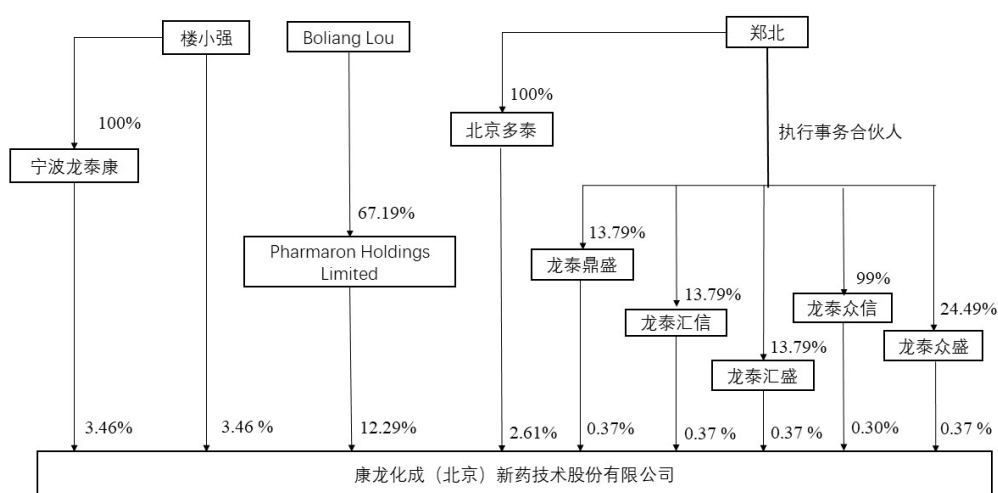 楼小强
Boliang Lou
郑北
100%
100%
北京多泰
执行事务合伙人
宁波龙泰康
67.19%
Pharmaron Holdings
Limited
13.79%
龙泰鼎盛
13.79%
龙泰汇信
13.79%
龙泰汇盛
99%
龙泰众信
24.49%
龙泰众盛
3.46%
3.46 %
12.29%
2.61%
0.37%
0.37 %
0.37 %
0.30%
0.37 %
康龙化成（北京）新药技术股份有限公司